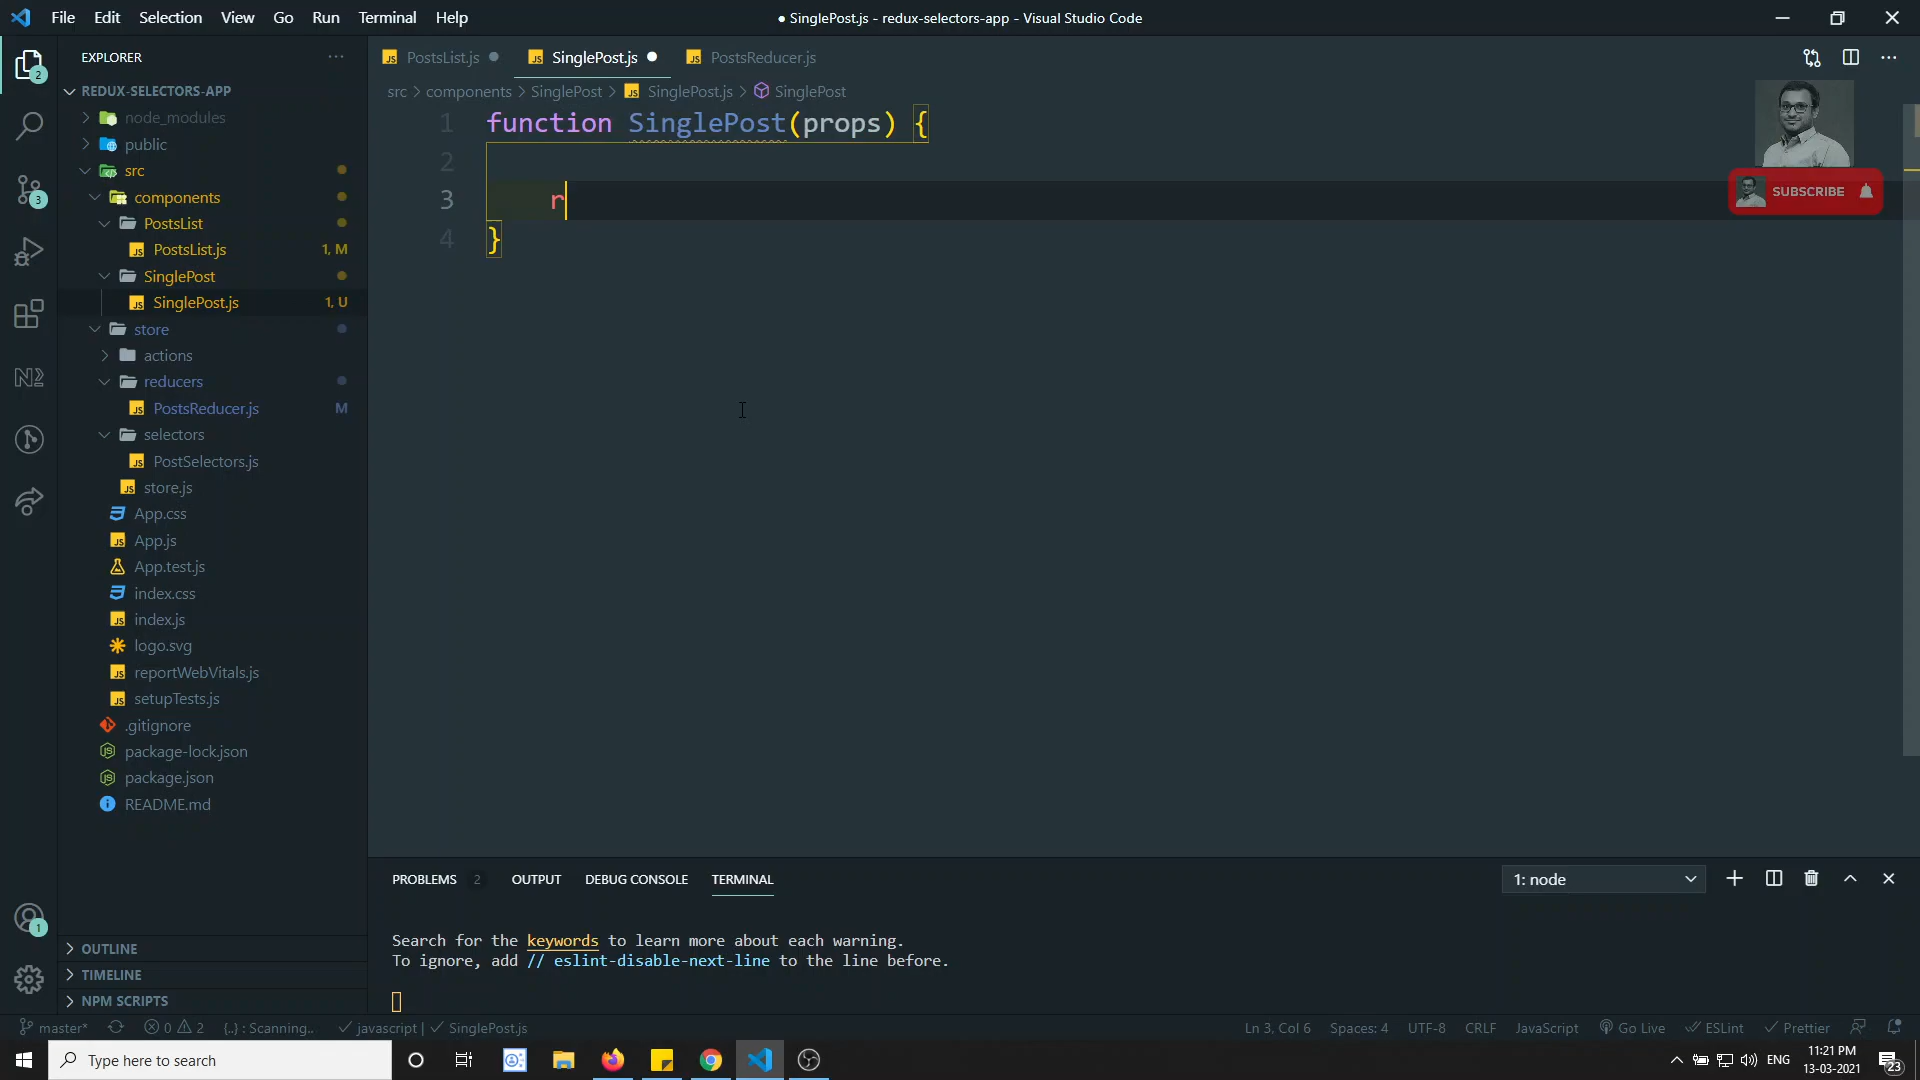 File Edit Selection View Go Run Terminal Help
● SinglePost.js - redux-selectors-app - Visual Studio Code
EXPLORER
REDUX-SELECTORS-APP
node_modules
public
src
components
PostsList
PostsList.js 1, M
SinglePost
SinglePost.js 1, U
store
actions
reducers
PostsReducer.js M
selectors
PostSelectors.js
store.js
App.css
App.js
App.test.js
index.css
index.js
logo.svg
reportWebVitals.js
setupTests.js
.gitignore
package-lock.json
package.json
README.md
OUTLINE
TIMELINE
NPM SCRIPTS
2
3
1
PostsList.js SinglePost.js PostsReducer.js
src > components > SinglePost > SinglePost.js > SinglePost
1 function SinglePost(props) {
2
3 r
4 }
SUBSCRIBE
PROBLEMS 2 OUTPUT DEBUG CONSOLE TERMINAL
1: node
Search for the keywords to learn more about each warning.
To ignore, add // eslint-disable-next-line to the line before.
master* 0 2 {..} : Scanning.. javascript | SinglePost.js
Ln 3, Col 6 Spaces: 4 UTF-8 CRLF JavaScript Go Live ESLint Prettier
Type here to search
ENG
11:21 PM
13-03-2021
23